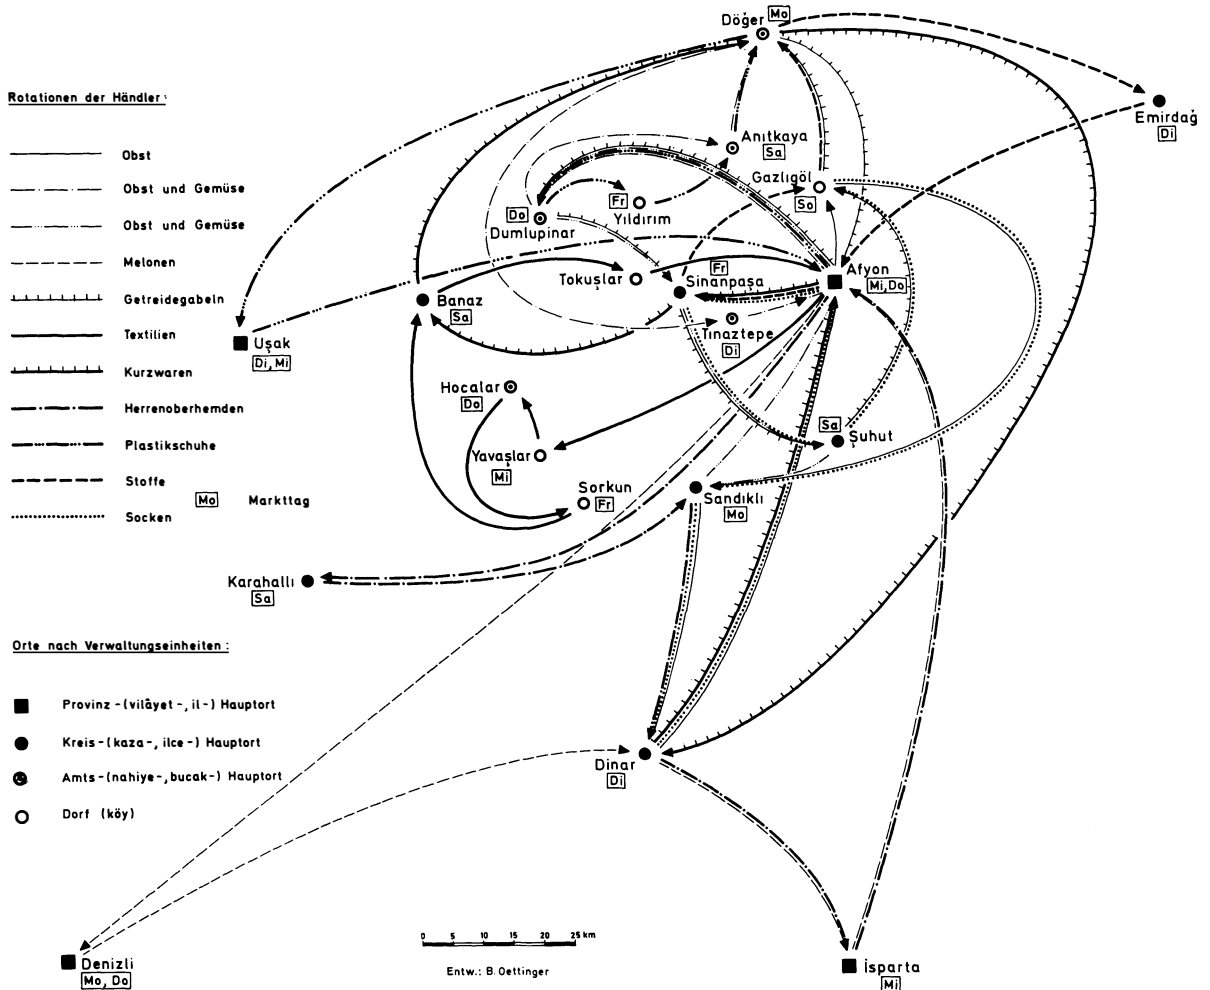 Rotationen der Händler:
Obst
Obst und Gemüse
Obst und Gemüse
Melonen
Getreidegabeln
Textilien
Kurzwaren
Herrenoberhemden
Plastikschuhe
Stoffe
Mo Markttag
Socken
Orte nach Verwaltungseinheiten:
Provinz-(vilâyet-, il-) Hauptort
Kreis-(kaza-, ilce-) Hauptort
Amts-(nahiye-, bucak-) Hauptort
Dorf (köy)
Döğer Mo
Emirdağ
Di
Anıtkaya
Sa
Gazlıgöl
So
Fr
Yıldırım
Do
Dumlupinar
Tokuşlar
Fr
Sinanpaşa
Afyon
Mi, Do
Banaz
Sa
Tınaztepe
Di
Uşak
Di, Mi
Hocalar
Do
Yavaşlar
Mi
Sa
Şuhut
Sorkun
Fr
Sandıklı
Mo
Karahallı
Sa
Dinar
Di
Denizli
Mo, Do
İsparta
Mi
0 5 10 15 20 25 km
Entw.: B. Oettinger